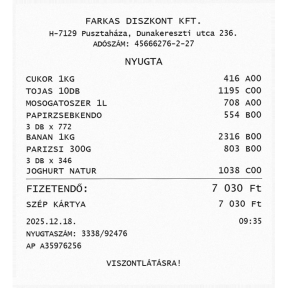 FARKAS DISZKONT KFT.
H-7129 Pusztaháza, Dunakereszti utca 236.
ADÓSZÁM: 45666276-2-27
NYUGTA
CUKOR 1KG 416 A00
TOJAS 10DB 1195 C00
MOSOGATOSZER 1L 708 A00
PAPIRZSEBKENDO 554 B00
3 DB x 772
BANAN 1KG 2316 B00
PARIZSI 300G 803 B00
3 DB x 346
JOGHURT NATUR 1038 C00
FIZETENDŐ: 7 030 Ft
SZÉP KÁRTYA 7 030 Ft
2025.12.18. 09:35
NYUGTASZÁM: 3338/92476
AP A35976256
VISZONTLÁTÁSRA!